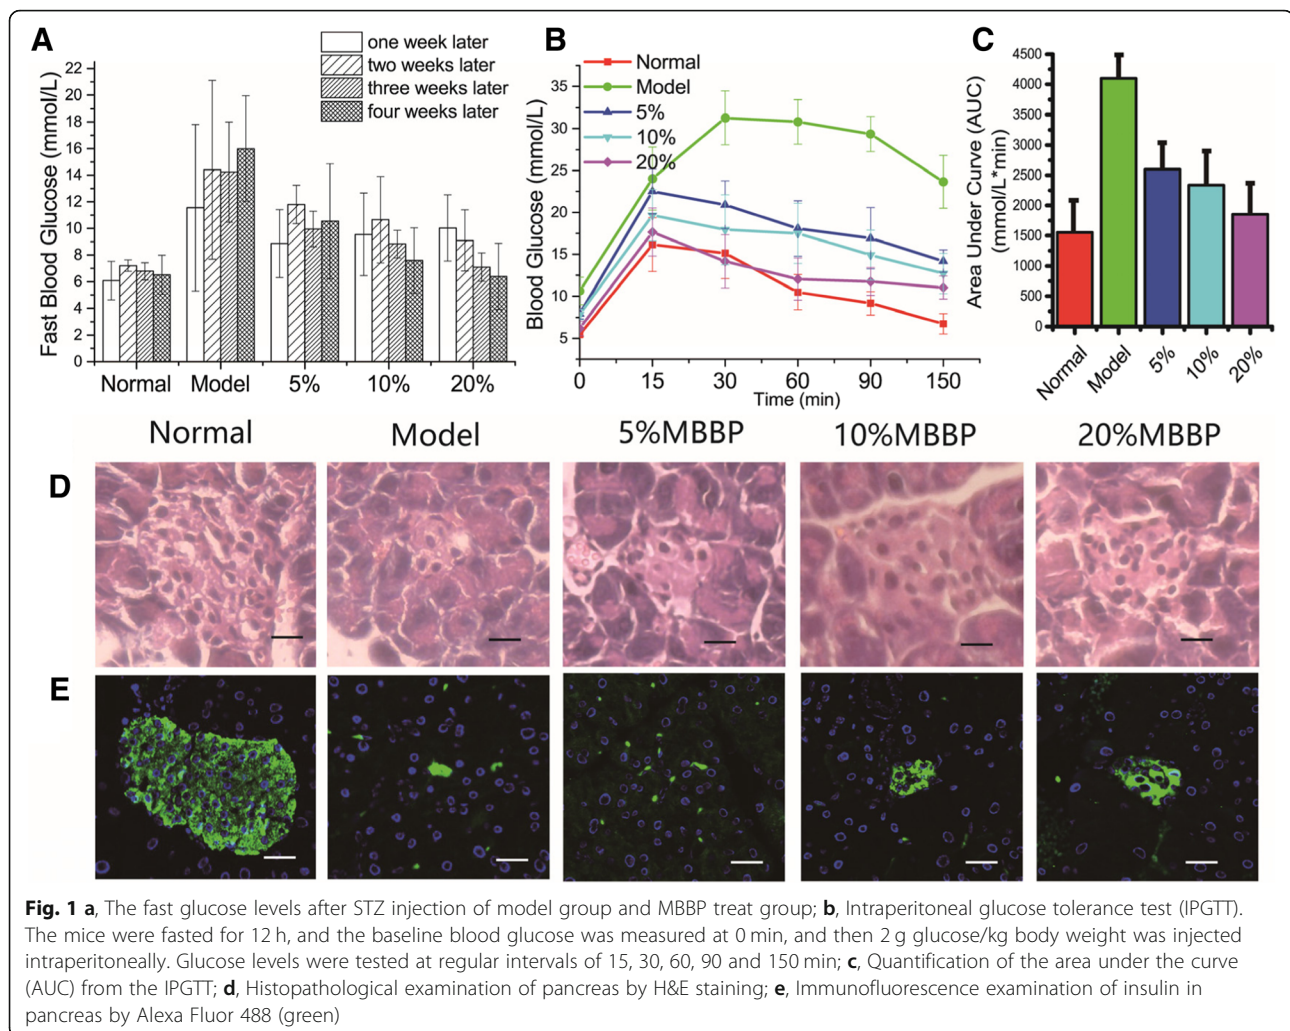 A
one week later
two weeks later
three weeks later
four weeks later
Fast Blood Glucose (mmol/L)
22
20
18
16
14
12
10
8
6
4
2
0
Normal Model 5% 10% 20%
B
Normal
Model
5%
10%
20%
Blood Glucose (mmol/L)
35
30
25
20
15
10
5
0 15 30 60 90 150
Time (min)
C
Area Under Curve (AUC)
(mmol/L*min)
4500
4000
3500
3000
2500
2000
1500
1000
500
0
Normal Model 5% 10% 20%
Normal Model 5%MBBP 10%MBBP 20%MBBP
D
E
Fig. 1 a, The fast glucose levels after STZ injection of model group and MBBP treat group; b, Intraperitoneal glucose tolerance test (IPGTT).
The mice were fasted for 12 h, and the baseline blood glucose was measured at 0 min, and then 2 g glucose/kg body weight was injected
intraperitoneally. Glucose levels were tested at regular intervals of 15, 30, 60, 90 and 150 min; c, Quantification of the area under the curve
(AUC) from the IPGTT; d, Histopathological examination of pancreas by H&E staining; e, Immunofluorescence examination of insulin in
pancreas by Alexa Fluor 488 (green)